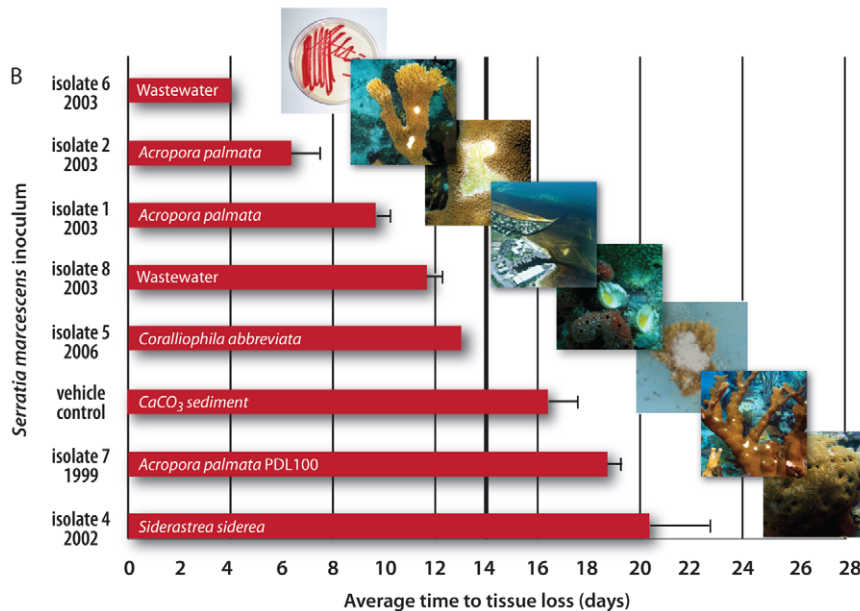 B
Serratia marcescens inoculum
isolate 6
2003
Wastewater
isolate 2
2003
Acropora palmata
isolate 1
2003
Acropora palmata
isolate 8
2003
Wastewater
isolate 5
2006
Coralliophila abbreviata
vehicle
control
CaCO₃ sediment
isolate 7
1999
Acropora palmata PDL100
isolate 4
2002
Siderastrea siderea
0 2 4 6 8 10 12 14 16 18 20 22 24 26 28
Average time to tissue loss (days)